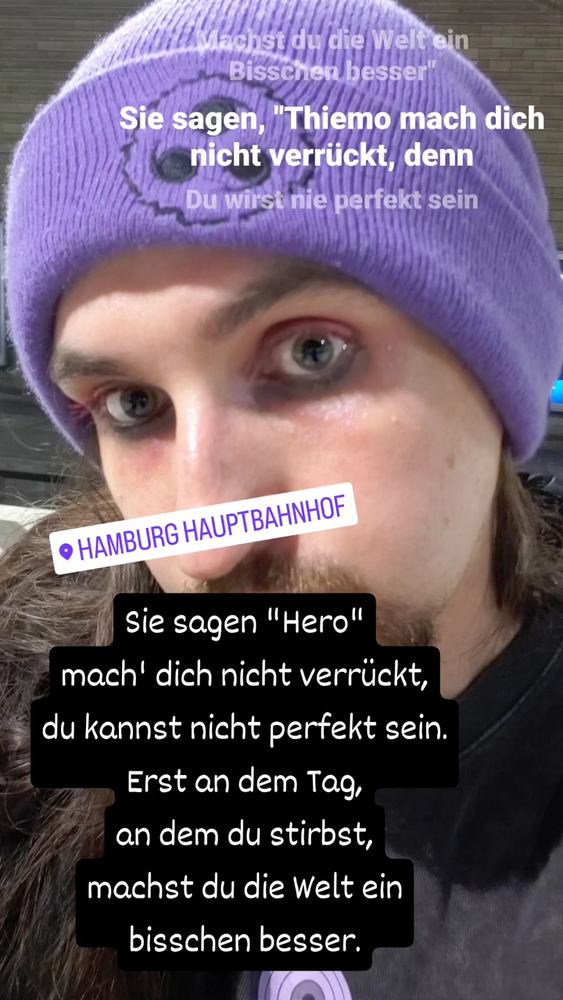 Machst du die Welt ein
Bisschen besser"
Sie sagen, "Thiemo mach dich
nicht verrückt, denn
Du wirst nie perfekt sein
HAMBURG HAUPTBAHNHOF
Sie sagen "Hero"
mach' dich nicht verrückt,
du kannst nicht perfekt sein.
Erst an dem Tag,
an dem du stirbst,
machst du die Welt ein
bisschen besser.